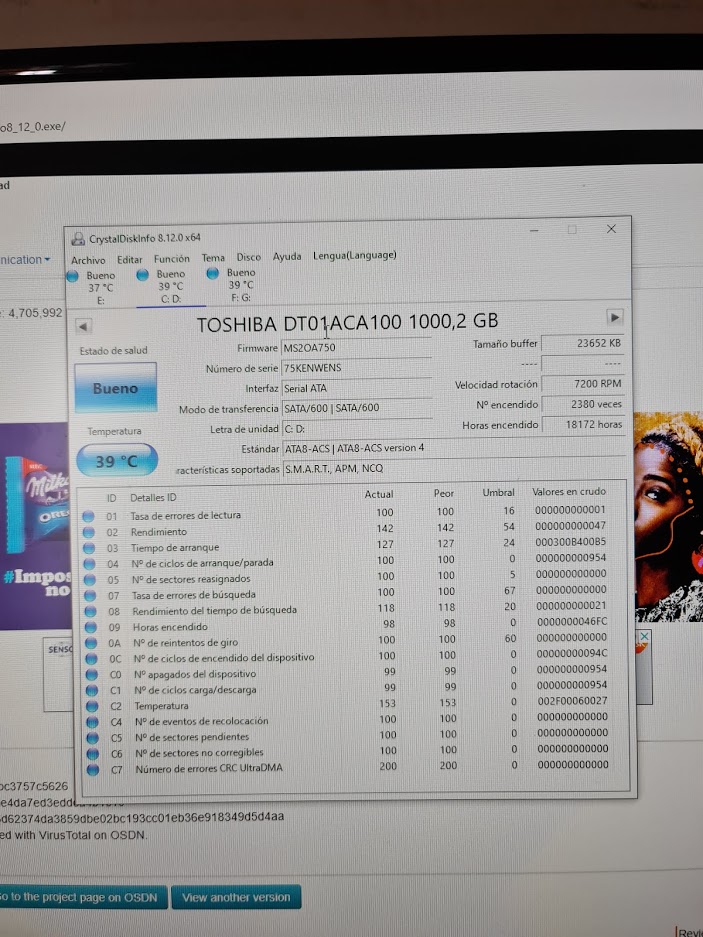 o8_12_0.exe/
ad
nication
: 4,705,992
CrystalDiskInfo 8.12.0 x64
Archivo Editar Función Tema Disco Ayuda Lengua(Language)
Bueno Bueno Bueno
37 °C 39 °C 39 °C
E: C: D: F: G:
TOSHIBA DT01ACA100 1000,2 GB
Estado de salud
Bueno
Temperatura
39 °C
Firmware MS2OA750
Número de serie 75KENWENS
Interfaz Serial ATA
Modo de transferencia SATA/600 | SATA/600
Letra de unidad C: D:
Estándar ATA8-ACS | ATA8-ACS version 4
racterísticas soportadas S.M.A.R.T., APM, NCQ
Tamaño buffer 23652 KB
---- ----
Velocidad rotación 7200 RPM
Nº encendido 2380 veces
Horas encendido 18172 horas
ID Detalles ID Actual Peor Umbral Valores en crudo
01 Tasa de errores de lectura 100 100 16 000000000001
02 Rendimiento 142 142 54 000000000047
03 Tiempo de arranque 127 127 24 000300B400B5
04 Nº de ciclos de arranque/parada 100 100 0 000000000954
05 Nº de sectores reasignados 100 100 5 000000000000
07 Tasa de errores de búsqueda 100 100 67 000000000000
08 Rendimiento del tiempo de búsqueda 118 118 20 000000000021
09 Horas encendido 98 98 0 0000000046FC
0A Nº de reintentos de giro 100 100 60 000000000000
0C Nº de ciclos de encendido del dispositivo 100 100 0 00000000094C
C0 Nº apagados del dispositivo 99 99 0 000000000954
C1 Nº de ciclos carga/descarga 99 99 0 000000000954
C2 Temperatura 153 153 0 002F00060027
C4 Nº de eventos de recolocación 100 100 0 000000000000
C5 Nº de sectores pendientes 100 100 0 000000000000
C6 Nº de sectores no corregibles 100 100 0 000000000000
C7 Número de errores CRC UltraDMA 200 200 0 000000000000
Milka
OREO
#Impos
no
SENSO
bc3757c5626
d62374da3859dbe02bc193cc01eb36e918349d5d4aa
ed with VirusTotal on OSDN.
o to the project page on OSDN
View another version
Revie